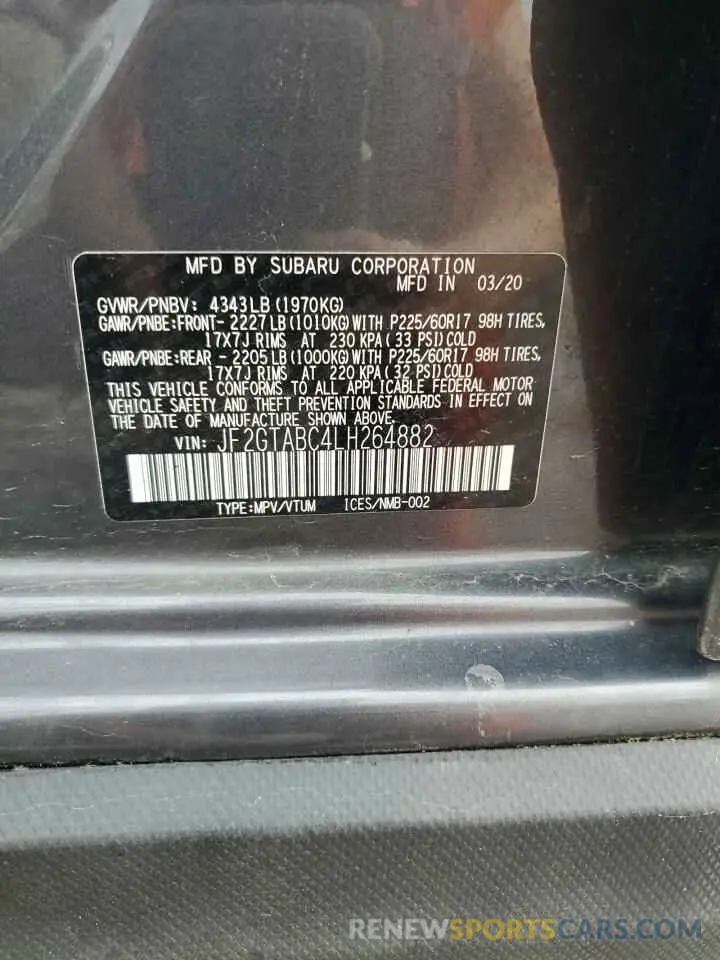 MFD BY SUBARU CORPORATION
MFD IN 03/20
GVWR/PNBV: 4343LB(1970KG)
GAWR/PNBE:FRONT- 2227LB(1010KG)WITH P225/60R17 98H TIRES,
17X7J RIMS AT 230 KPA(33 PSI)COLD
GAWR/PNBE:REAR - 2205LB(1000KG)WITH P225/60R17 98H TIRES,
17X7J RIMS AT 220 KPA(32 PSI)COLD
THIS VEHICLE CONFORMS TO ALL APPLICABLE FEDERAL MOTOR
VEHICLE SAFETY AND THEFT PREVENTION STANDARDS IN EFFECT ON
THE DATE OF MANUFACTURE SHOWN ABOVE.
VIN: JF2GTABC4LH264882
TYPE:MPV/VTUM ICES/NMB-002
RENEWSPORTSCARS.COM